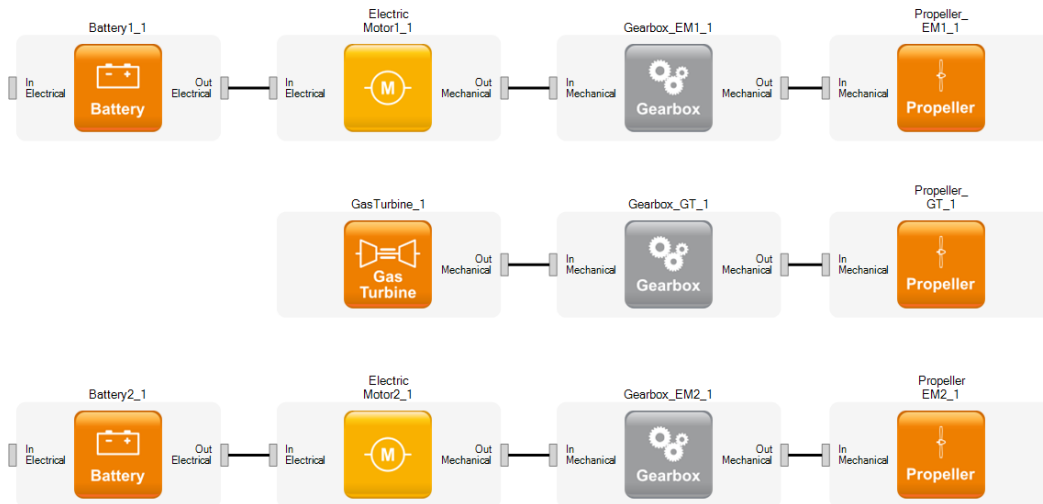 Battery1_1
In
Electrical
Battery
Out
Electrical
Electric
Motor1_1
In
Electrical
M
Out
Mechanical
Gearbox_EM1_1
In
Mechanical
Gearbox
Out
Mechanical
Propeller_
EM1_1
In
Mechanical
Propeller
GasTurbine_1
Gas
Turbine
Out
Mechanical
Gearbox_GT_1
In
Mechanical
Gearbox
Out
Mechanical
Propeller_
GT_1
In
Mechanical
Propeller
Battery2_1
In
Electrical
Battery
Out
Electrical
Electric
Motor2_1
In
Electrical
M
Out
Mechanical
Gearbox_EM2_1
In
Mechanical
Gearbox
Out
Mechanical
Propeller
EM2_1
In
Mechanical
Propeller